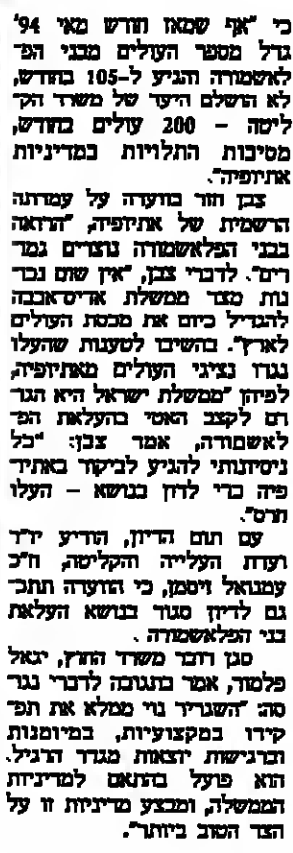 כי "אף שמאז חודש מאי 94'
גדל מספר העולים מבני הפ-
לאשמורה והגיע ל-105 בחודש,
לא הושלם היעד של משרד הק-
ליטה – 200 עולים בחודש,
מסיבות התלויות במדיניות
אתיופיה".
צבן חזר בוועדה על עמדתה
הרשמית של אתיופיה, "הרואה
בבני הפלאשמורה נוצרים גמו-
רים". לדברי צבן, "אין שום נכו-
נות מצד ממשלת אדיס-אבבה
להגדיל כיום את מכסת העולים
לארץ". בהשיבו לטענות שהעלו
נגדו נציגי העולים מאתיופיה,
לפיהן "ממשלת ישראל היא הגו-
רם לקצב האטי בהעלאת הפ-
לאשמורה, אמר צבן: "כל
ניסיונותי להגיע לביקור באתיו-
פיה כדי לדון בנושא – העלו
חרס".
עם תום הדיון, הודיע יו"ר
ועדת העלייה והקליטה, ח"כ
עמנואל זיסמן, כי הוועדה תתכ-
נס לדיון סגור בנושא העלאת
בני הפלאשמורה.
סגן דובר משרד החוץ, יגאל
פלמור, אמר בתגובה לדברי נגו-
סה: "השגריר נוי ממלא את תפ-
קידו במקצועיות, במיומנות
וברגישות יוצאות מגדר הרגיל.
הוא פועל בהתאם למדיניות
הממשלה, ומבצע מדיניות זו על
הצד הטוב ביותר".